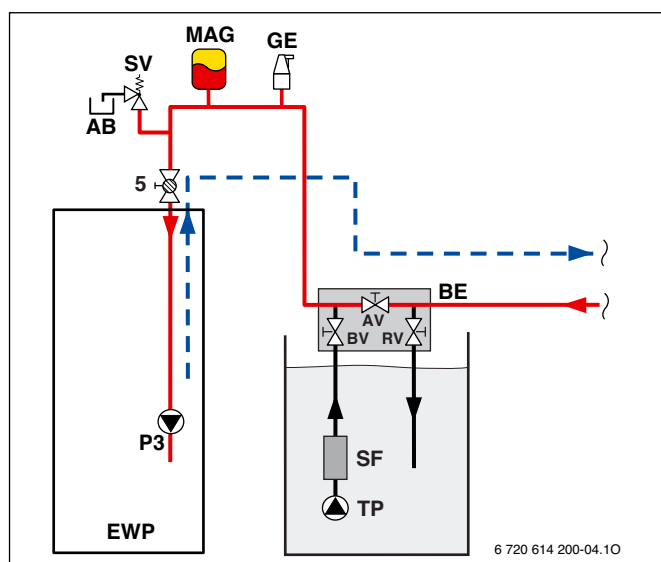 MAG
GE
SV
AB
5
BE
AV
BV
RV
P3
SF
TP
EWP
6 720 614 200-04.1O